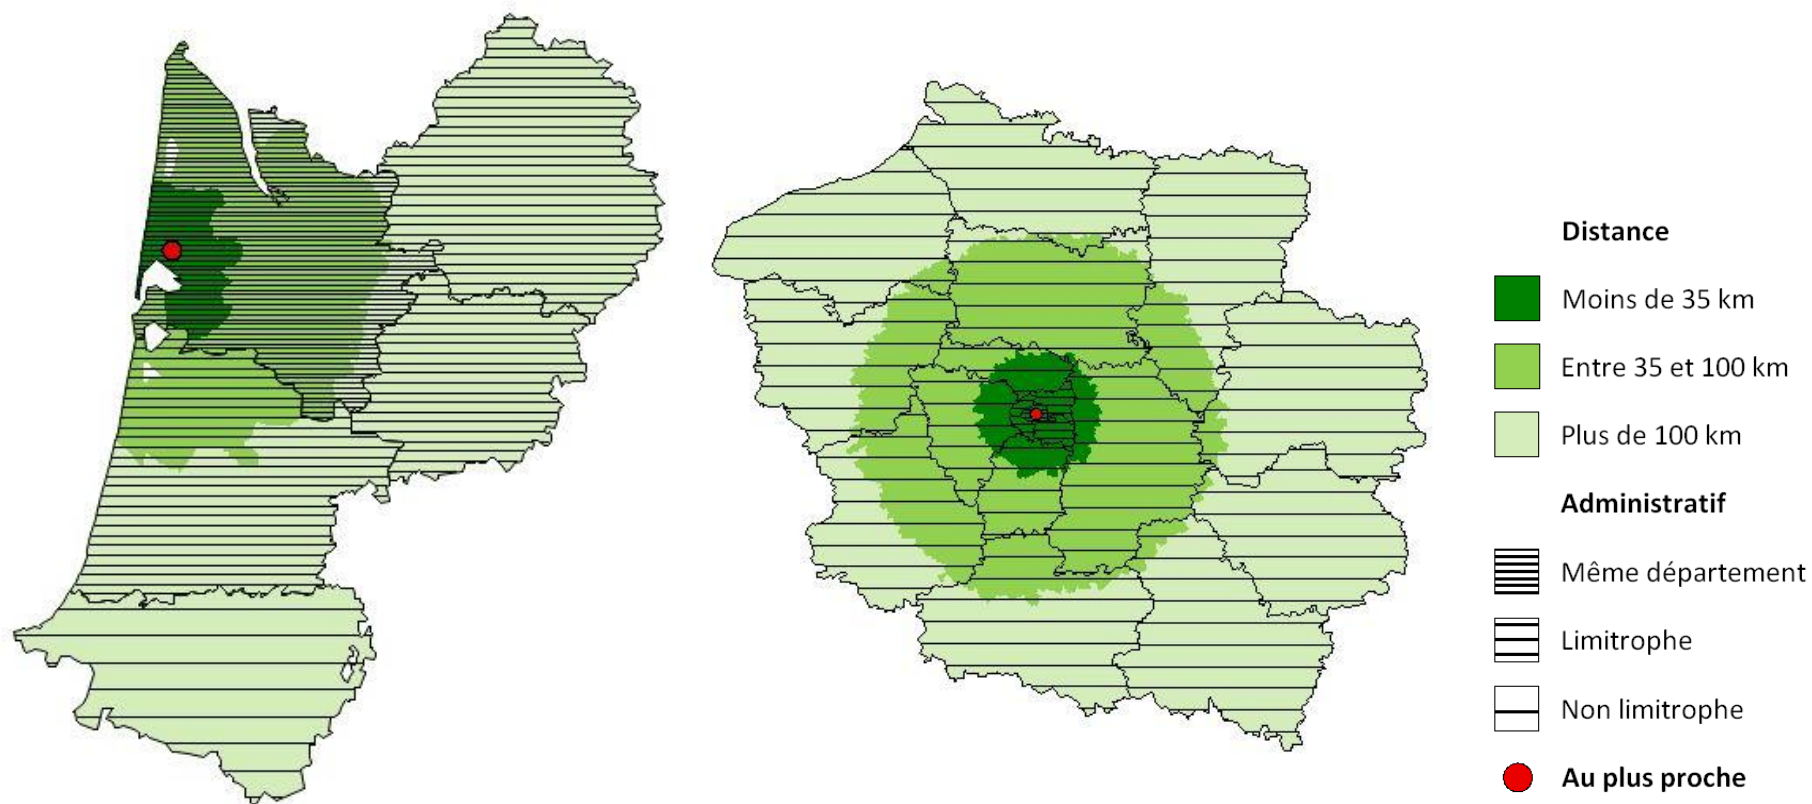 Distance
Moins de 35 km
Entre 35 et 100 km
Plus de 100 km
Administratif
Même département
Limitrophe
Non limitrophe
Au plus proche